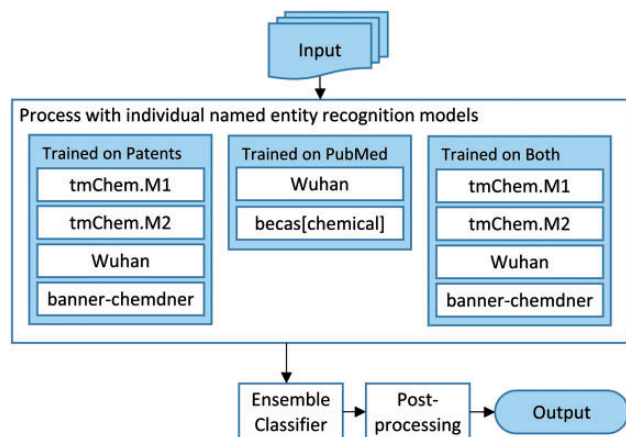 Input
Process with individual named entity recognition models
Trained on Patents
tmChem.M1
tmChem.M2
Wuhan
banner-chemdner
Trained on PubMed
Wuhan
becas[chemical]
Trained on Both
tmChem.M1
tmChem.M2
Wuhan
banner-chemdner
Ensemble
Classifier
Post-
processing
Output